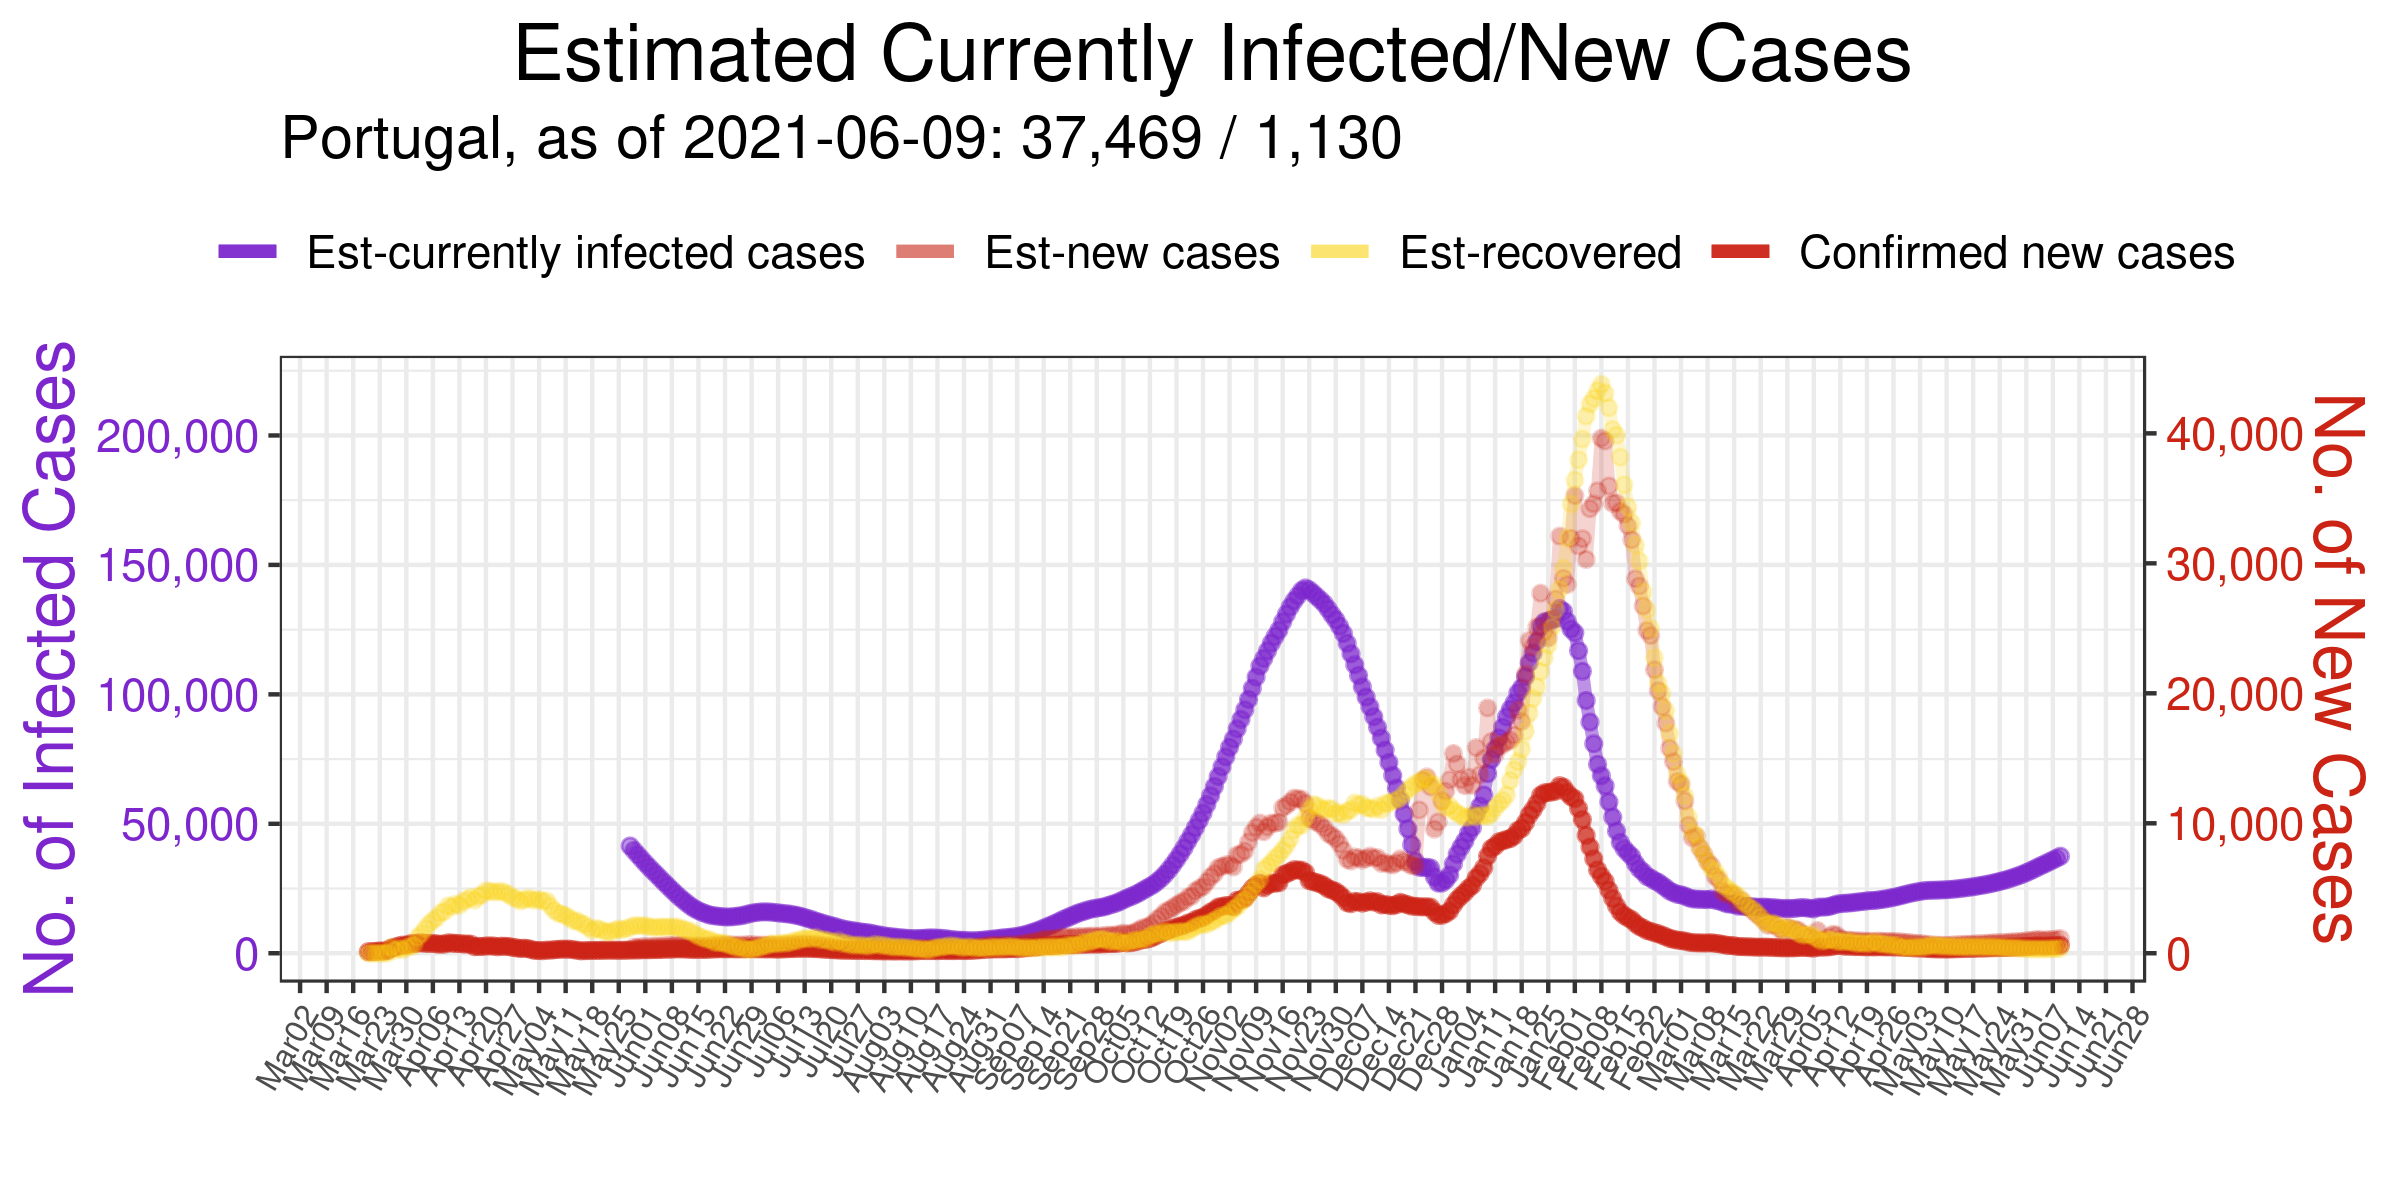 Estimated Currently Infected/New Cases
Portugal, as of 2021-06-09: 37,469 / 1,130
Est-currently infected cases Est-new cases Est-recovered Confirmed new cases
No. of Infected Cases
200,000
150,000
100,000
50,000
0
40,000
30,000
20,000
10,000
0
No. of New Cases
Mar02
Mar09
Mar16
Mar23
Mar30
Apr06
Apr13
Apr20
Apr27
May04
May11
May18
May25
Jun01
Jun08
Jun15
Jun22
Jun29
Jul06
Jul13
Jul20
Jul27
Aug03
Aug10
Aug17
Aug24
Aug31
Sep07
Sep14
Sep21
Sep28
Oct05
Oct12
Oct19
Oct26
Nov02
Nov09
Nov16
Nov23
Nov30
Dec07
Dec14
Dec21
Dec28
Jan04
Jan11
Jan18
Jan25
Feb01
Feb08
Feb15
Feb22
Mar01
Mar08
Mar15
Mar22
Mar29
Apr05
Apr12
Apr19
Apr26
May03
May10
May17
May24
May31
Jun07
Jun14
Jun21
Jun28